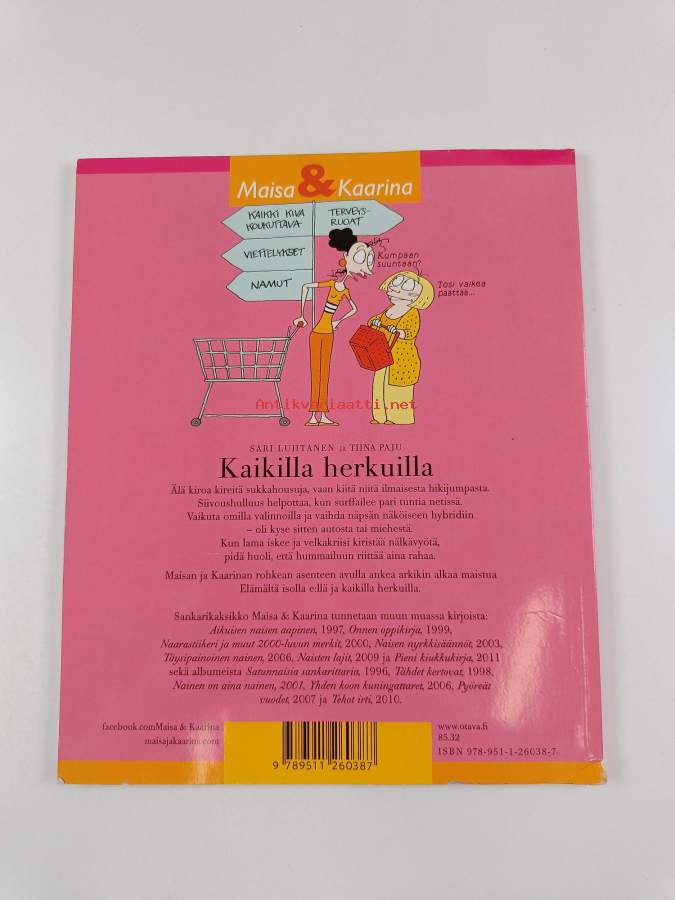 Maisa & Kaarina
KAIKKI KIVA
KOUKUTTAVA
TERVEYS-
RUOAT
VIETTELYKSET
NAMUT
Kumpaan
suuntaan?
Tosi vaikea
päättää...
Antikvariaatti.net
SARI LUHTANEN ja TIINA PAJU
Kaikilla herkuilla
Älä kiroa kireitä sukkahousuja, vaan kiitä niitä ilmaisesta hikijumpasta.
Siivoushulluus helpottaa, kun surffailee pari tuntia netissä.
Vaikuta omilla valinnoilla ja vaihda näpsän näköiseen hybridiin
– oli kyse sitten autosta tai miehestä.
Kun lama iskee ja velkakriisi kiristää nälkävyötä,
pidä huoli, että hummailuun riittää aina rahaa.
Maisan ja Kaarinan rohkean asenteen avulla ankea arkikin alkaa maistua
Elämältä isolla e:llä ja kaikilla herkuilla.
Sankarikaksikko Maisa & Kaarina tunnetaan muun muassa kirjoista:
Aikuisen naisen aapinen, 1997, Onnen oppikirja, 1999,
Naarastiikeri ja muut 2000-luvun merkit, 2000, Naisen nyrkkisäännöt, 2003,
Täysipainoinen nainen, 2006, Naisten lajit, 2009 ja Pieni kiukkukirja, 2011
sekä albumeista Satunnaisia sankarittaria, 1996, Tähdet kertovat, 1998,
Nainen on aina nainen, 2001, Yhden koon kuningattaret, 2006, Pyöreät
vuodet, 2007 ja Tehot irti, 2010.
facebook.comMaisa & Kaarina
maisajakaarina.com
www.otava.fi
85.32
ISBN 978-951-1-26038-7
9 789511 260387